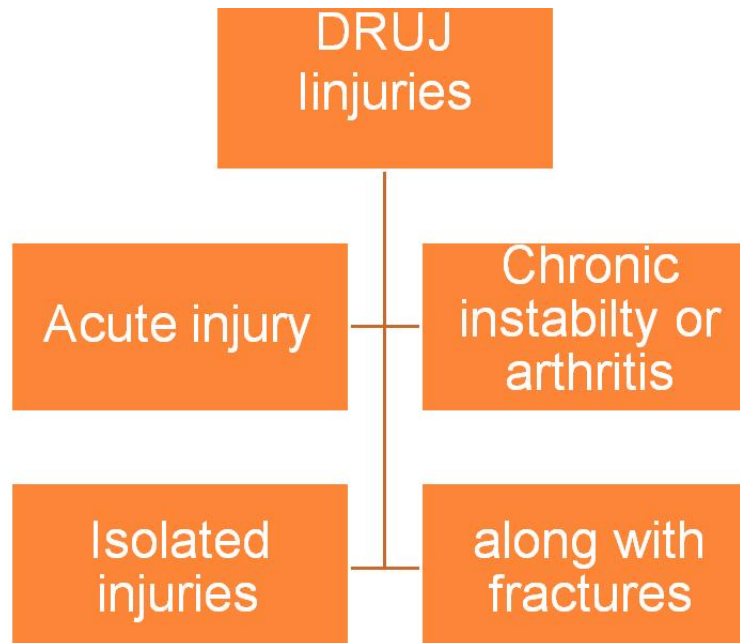 DRUJ
Iinjuries
Acute injury
Chronic
instabilty or
arthritis
Isolated
injuries
along with
fractures